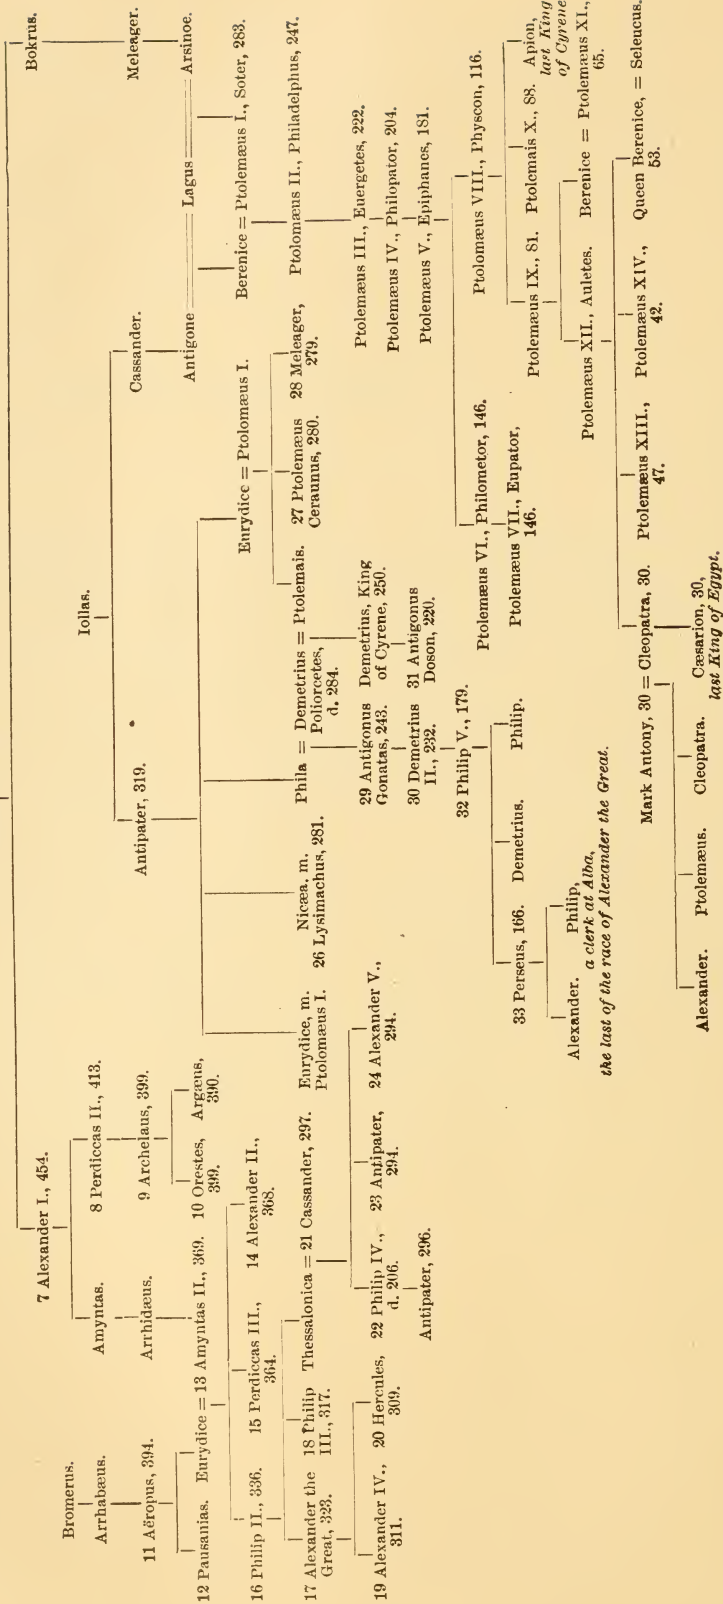 Bokrus.
Iollas.
7 Alexander I., 454.
Meleager.
Cassander.
Antipater, 319.
8 Perdiccas II., 413.
Amyntas.
Bromerus.
Arsinoe.
Lagus
Antigone
9 Archelaus, 399.
Arrhidæus.
Arrhabæus.
Berenice = Ptolemæus I., Soter, 283.
Eurydice = Ptolomæus I.
10 Orestes,
399.
Argæus,
390.
11 Aëropus, 394.
12 Pausanias.
Eurydice = 13 Amyntas II., 369.
Ptolomæus II., Philadelphus, 247.
28 Meleager,
279.
27 Ptolemæus
Ceraunus, 280.
Phila = Demetrius = Ptolemais.
Poliorcetes,
d. 284.
Nicæa, m.
26 Lysimachus, 281.
Eurydice, m.
Ptolomæus I.
14 Alexander II.,
368.
15 Perdiccas III.,
364.
16 Philip II., 336.
Thessalonica = 21 Cassander, 297.
18 Philip
III., 317.
17 Alexander the
Great, 323.
Ptolemæus III., Euergetes, 222.
Ptolemæus IV., Philopator, 204.
Ptolemæus V., Epiphanes, 181.
Demetrius, King
of Cyrene, 250.
29 Antigonus
Gonatas, 243.
31 Antigonus
Doson, 220.
30 Demetrius
II., 232.
32 Philip V., 179.
24 Alexander V.,
294.
23 Antipater,
294.
22 Philip IV.,
d. 206.
Antipater, 296.
20 Hercules,
309.
19 Alexander IV.,
311.
Ptolomæus VIII., Physcon, 116.
Ptolemæus VI., Philometor, 146.
Ptolemæus VII., Eupator,
146.
Philip.
Demetrius.
33 Perseus, 166.
Apion,
last King
of Cyrene
Ptolemais X., 88.
Ptolemæus IX., 81.
Philip,
a clerk at Alba,
Alexander.
the last of the race of Alexander the Great.
Berenice = Ptolemæus XI.,
65.
Ptolemæus XII., Auletes.
Queen Berenice, = Seleucus.
53.
Ptolemæus XIV.,
42.
Ptolemæus XIII.,
47.
Mark Antony, 30 = Cleopatra, 30.
Cæsarion, 30,
last King of Egypt.
Cleopatra.
Ptolemæus.
Alexander.